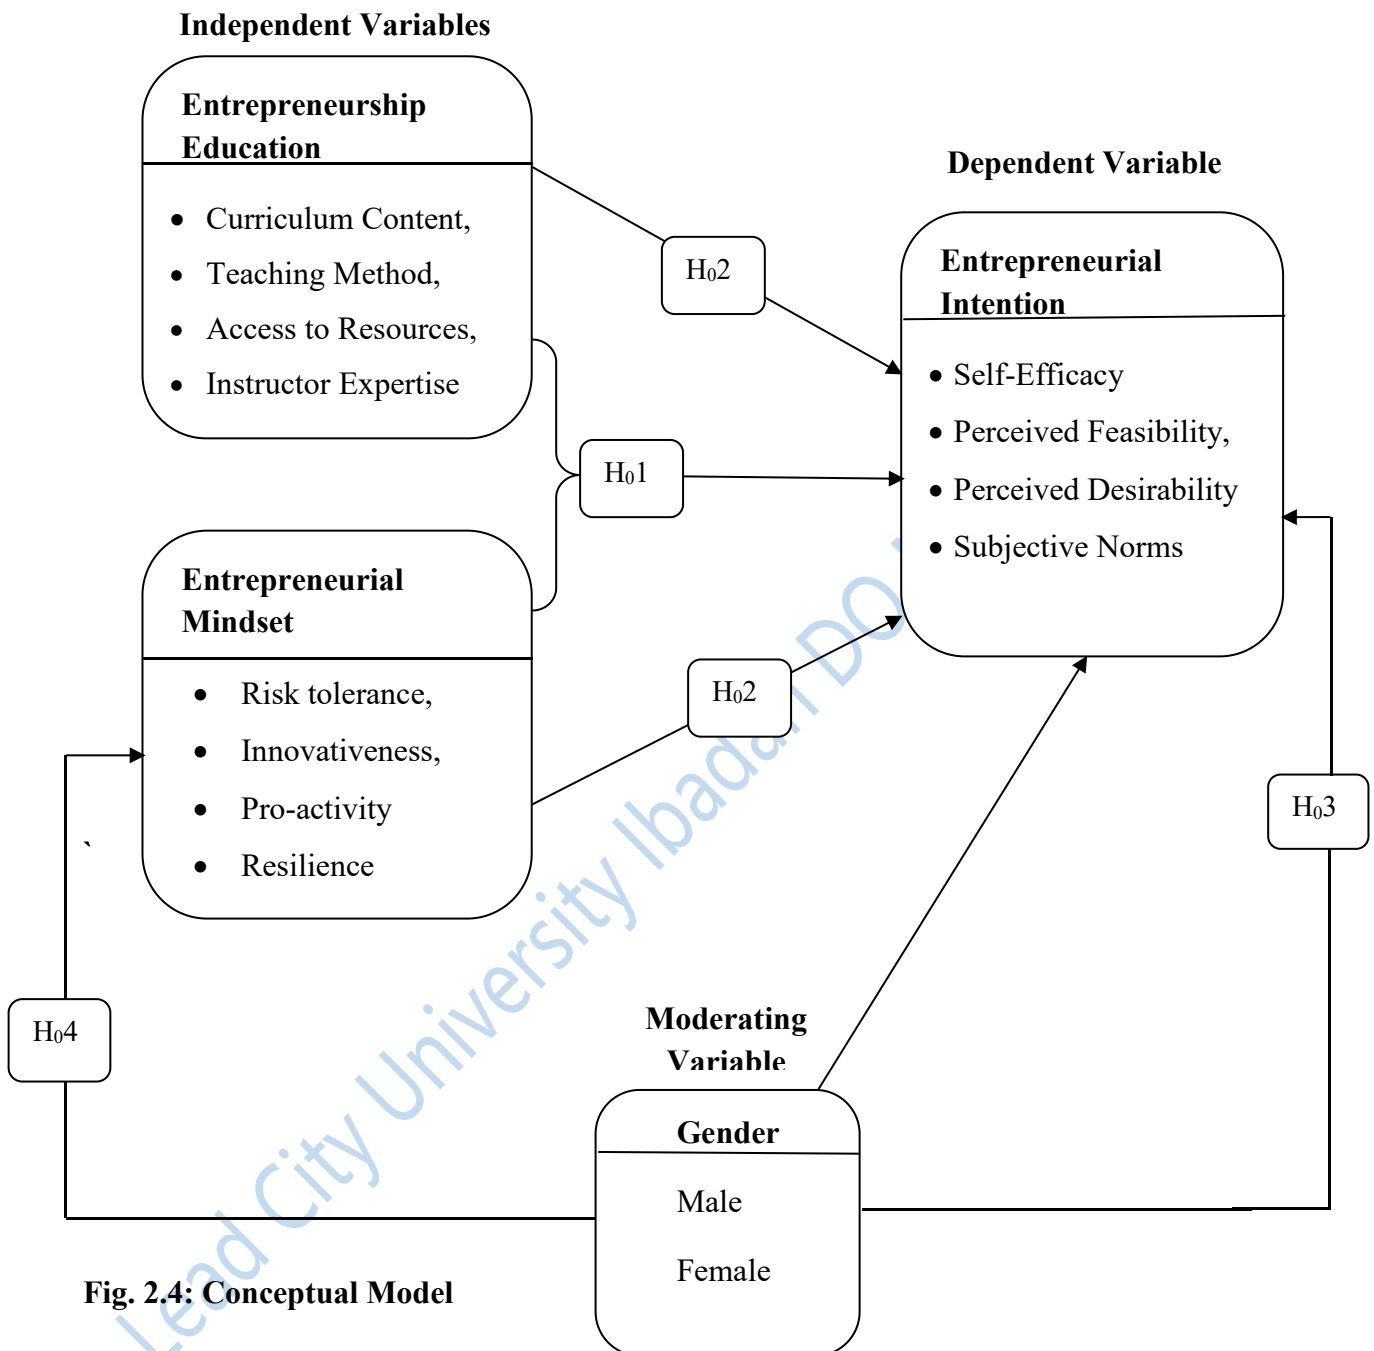 Independent Variables
Entrepreneurship
Education
• Curriculum Content,
• Teaching Method,
• Access to Resources,
• Instructor Expertise
Dependent Variable
Entrepreneurial
Intention
• Self-Efficacy
• Perceived Feasibility,
• Perceived Desirability
• Subjective Norms
H₀2
H₀1
Entrepreneurial
Mindset
• Risk tolerance,
• Innovativeness,
• Pro-activity
• Resilience
H₀2
H₀3
`
H₀4
Moderating
Variable
Gender
Male
Female
Fig. 2.4: Conceptual Model
Lead City University Ibadan DO